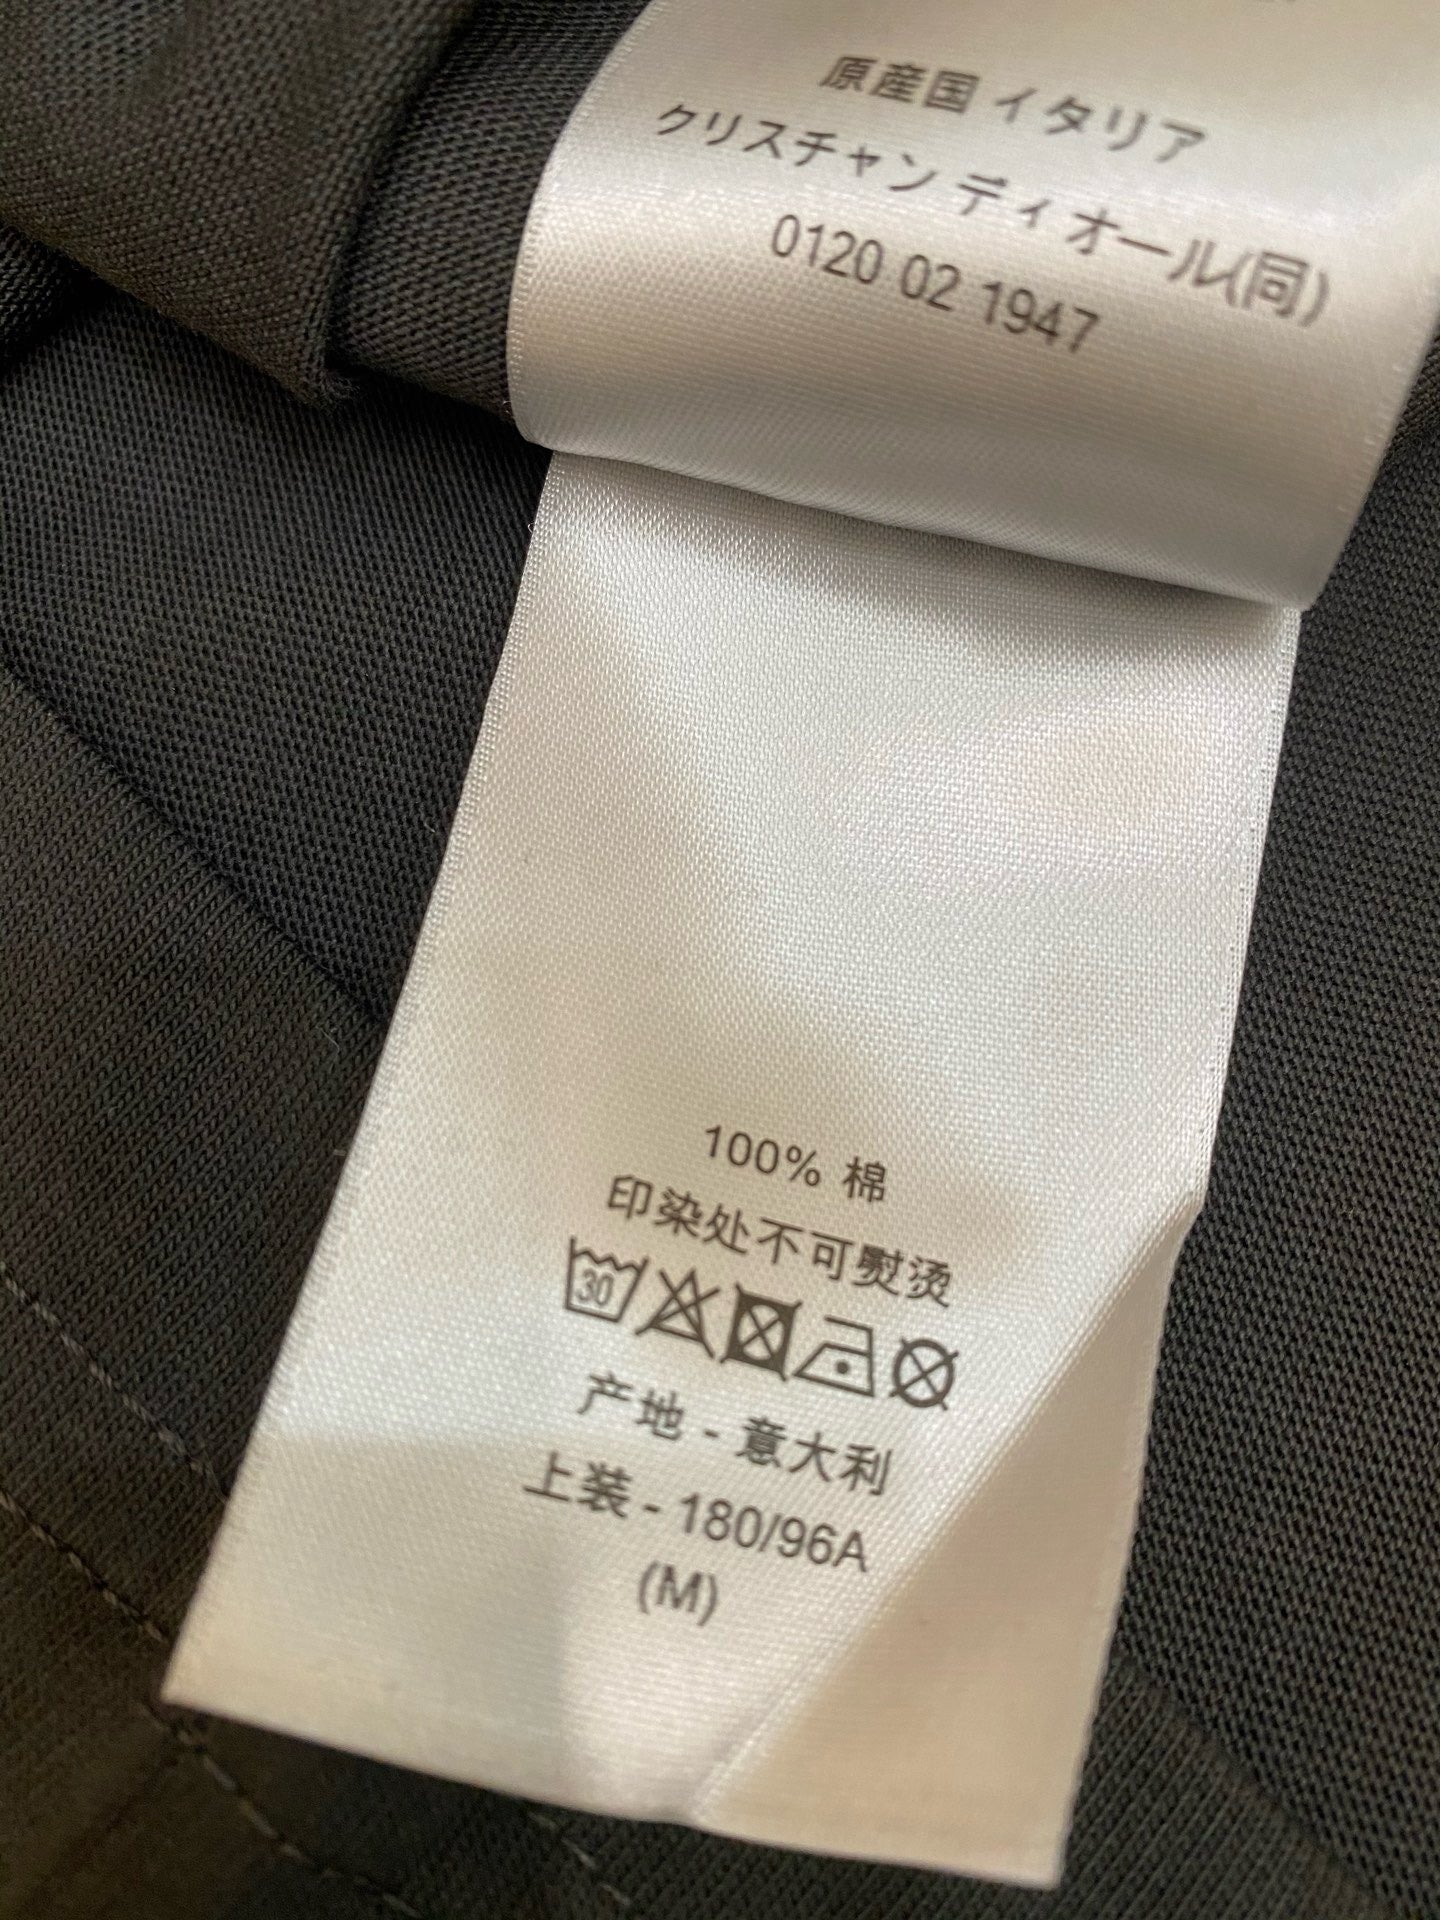 原産国 イタリア
クリスチャン ディオール(同)
0120 02 1947
100% 棉
印染处不可熨烫
30
产地 - 意大利
上装 - 180/96A
(M)